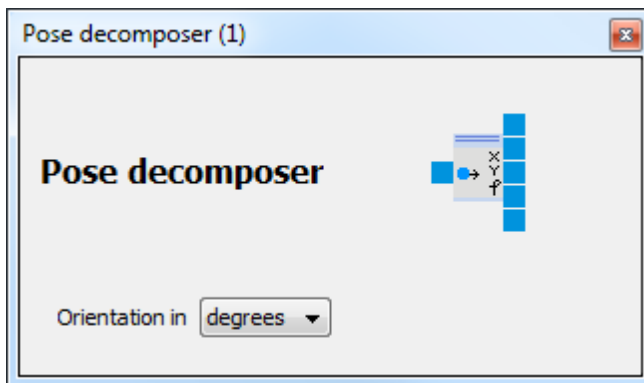 Pose decomposer (1)
Pose decomposer
X
Y
Orientation in degrees